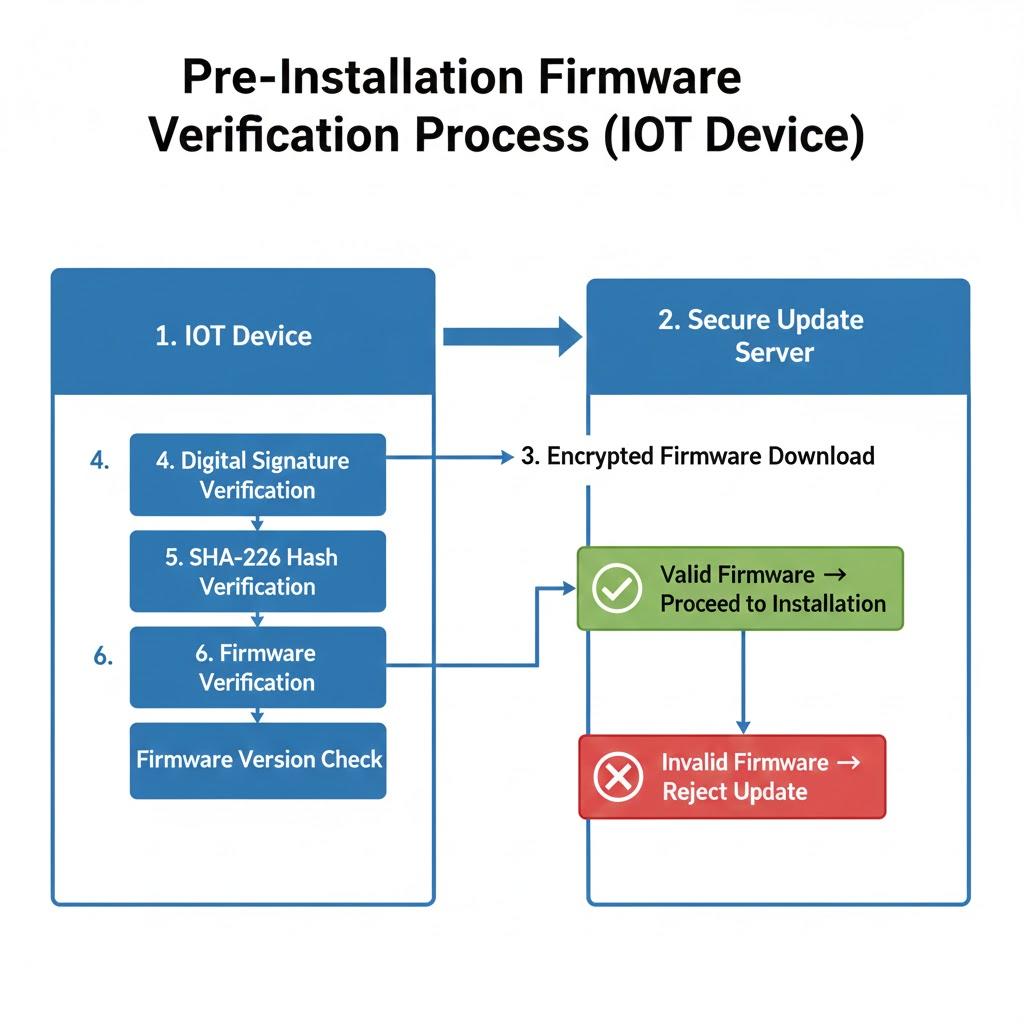 Pre-Installation Firmware
Verification Process (IOT Device)
1. IOT Device
2. Secure Update
Server
4.
4. Digital Signature
Verification
3. Encrypted Firmware Download
5. SHA-226 Hash
Verification
Valid Firmware →
Proceed to Installation
6.
6. Firmware
Verification
Firmware Version Check
Invalid Firmware →
Reject Update